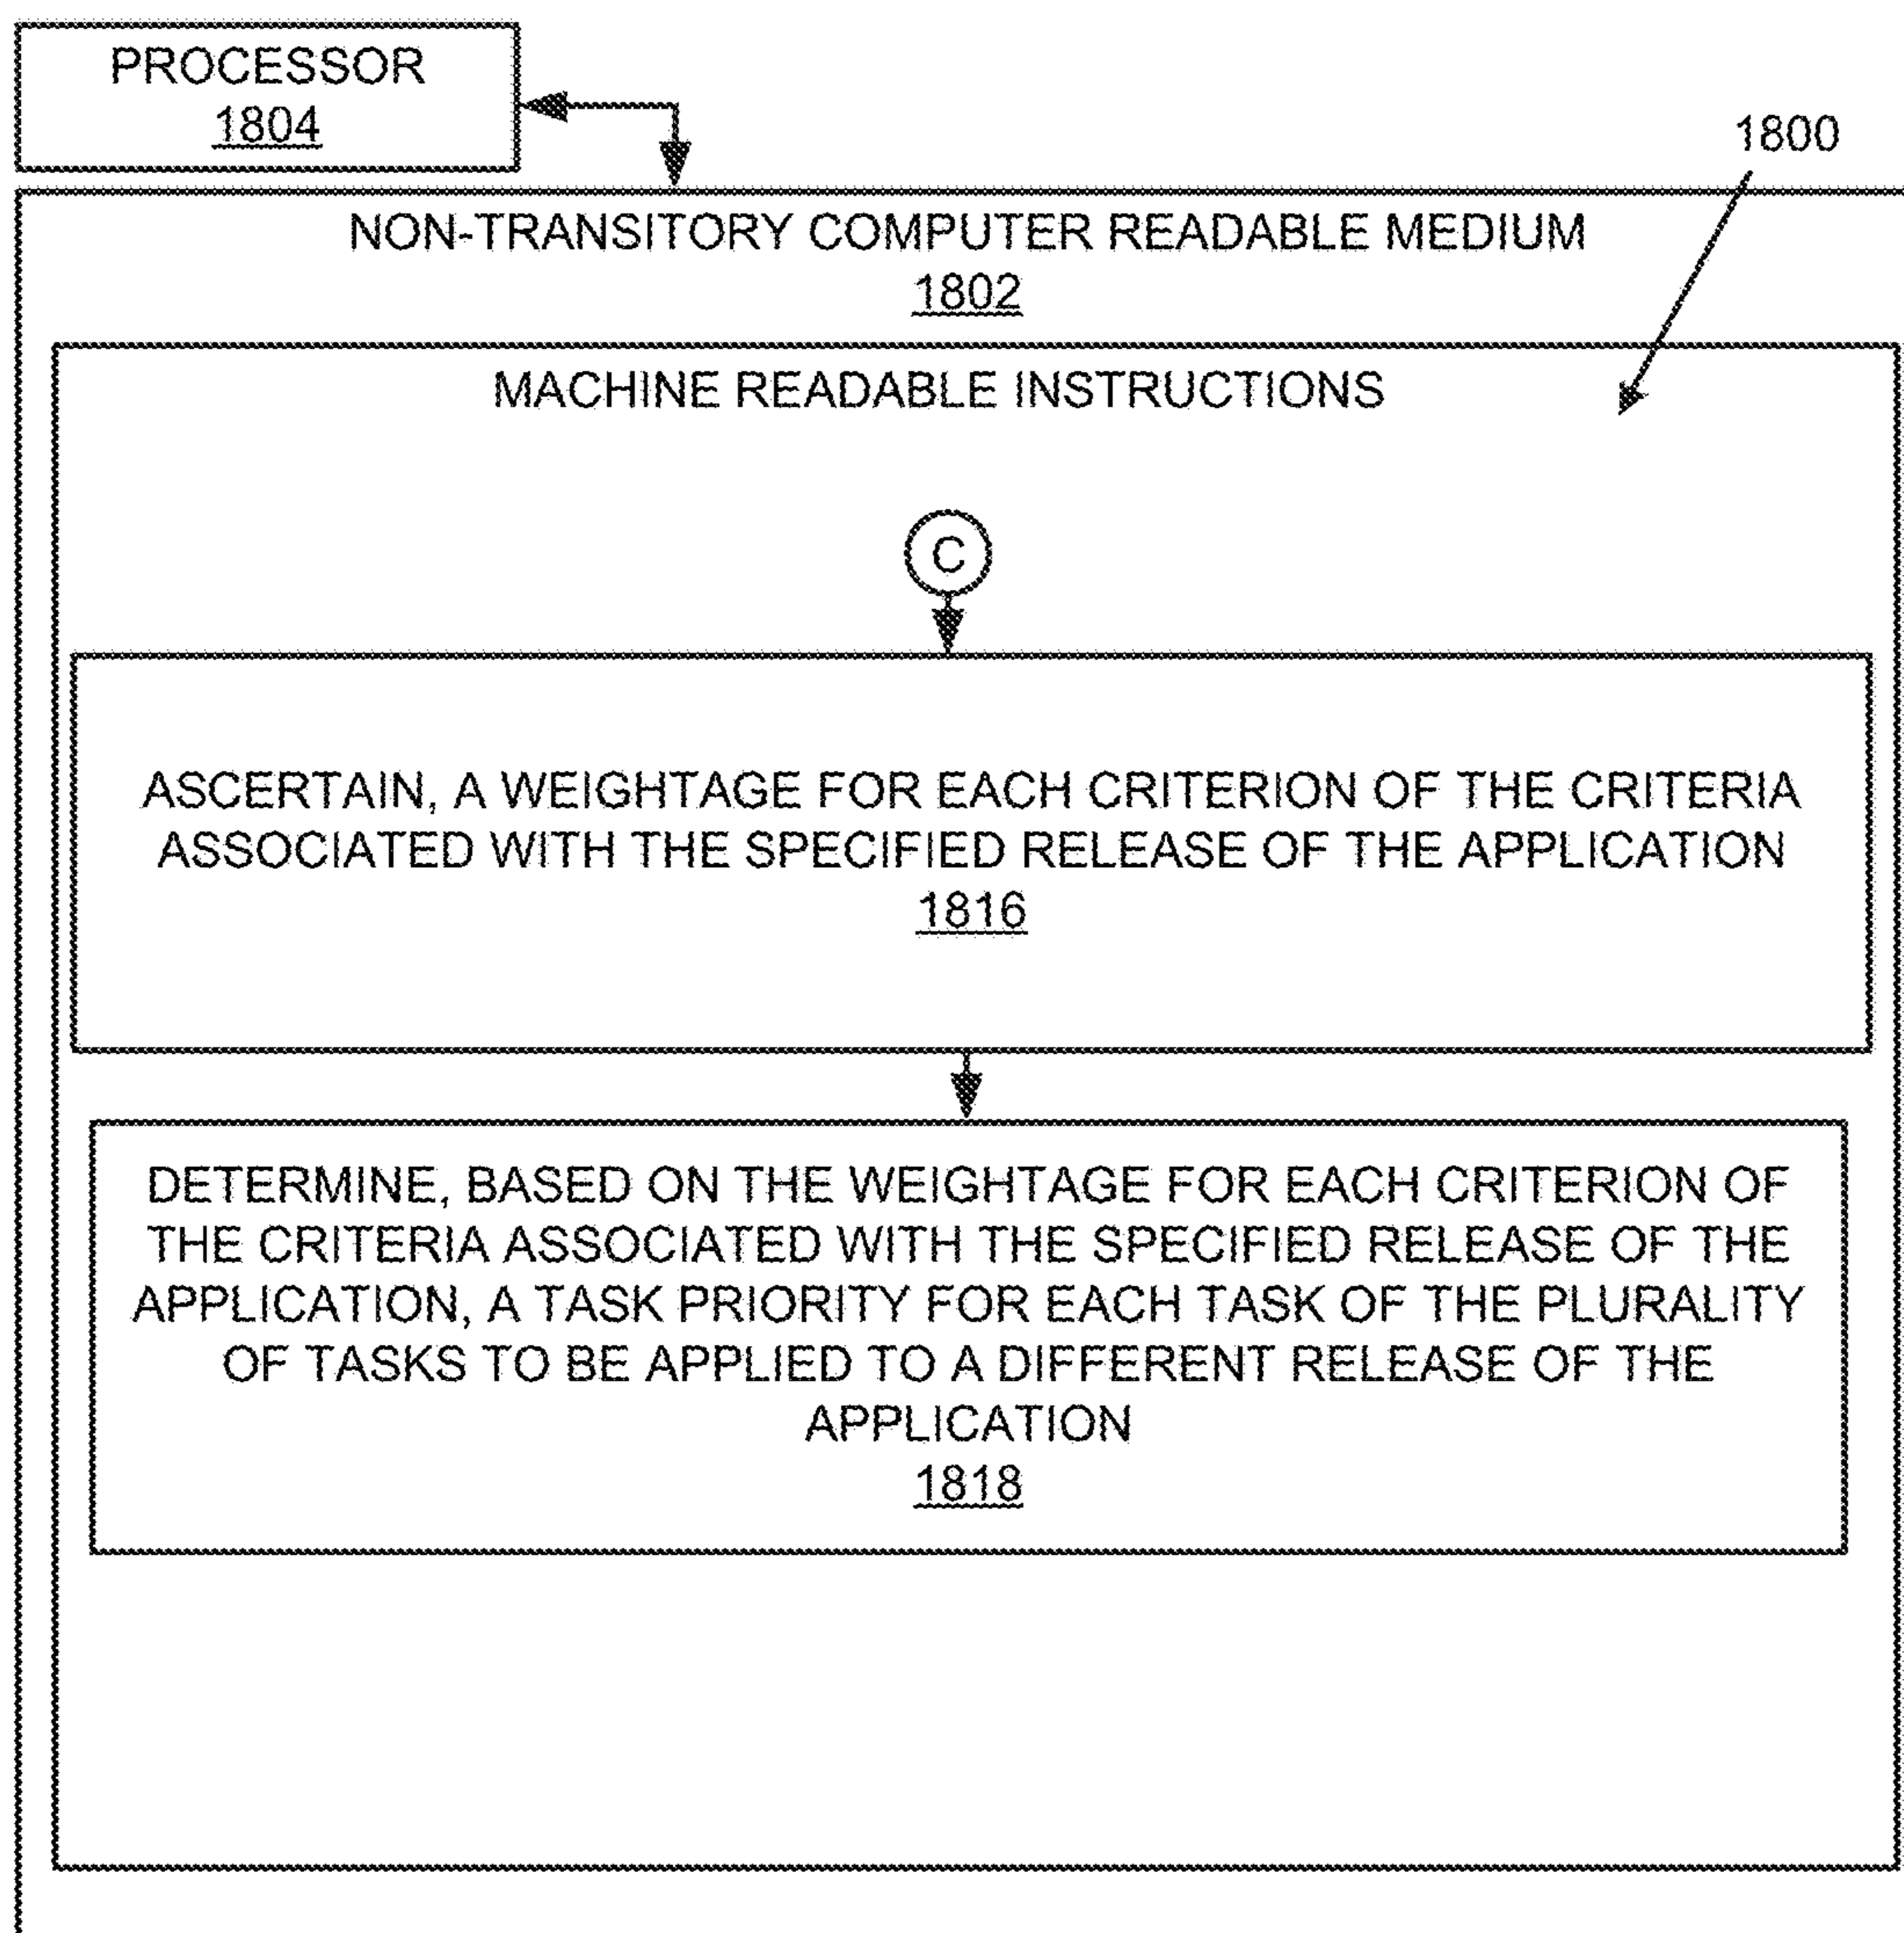 PROCESSOR
1804
1800
NON-TRANSITORY COMPUTER READABLE MEDIUM
1802
MACHINE READABLE INSTRUCTIONS
C
ASCERTAIN, A WEIGHTAGE FOR EACH CRITERION OF THE CRITERIA
ASSOCIATED WITH THE SPECIFIED RELEASE OF THE APPLICATION
1816
DETERMINE, BASED ON THE WEIGHTAGE FOR EACH CRITERION OF
THE CRITERIA ASSOCIATED WITH THE SPECIFIED RELEASE OF THE
APPLICATION, A TASK PRIORITY FOR EACH TASK OF THE PLURALITY
OF TASKS TO BE APPLIED TO A DIFFERENT RELEASE OF THE
APPLICATION
1818